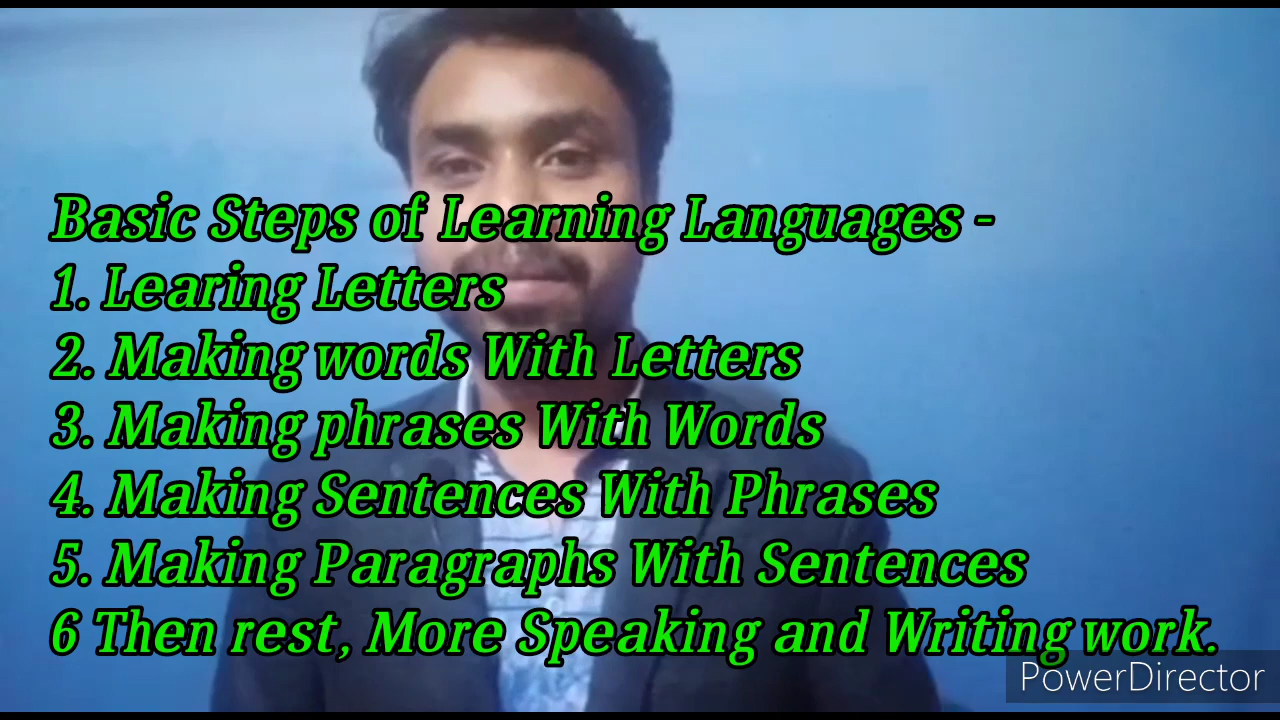 Basic Steps of Learning Languages -
1. Learing Letters
2. Making words With Letters
3. Making phrases With Words
4. Making Sentences With Phrases
5. Making Paragraphs With Sentences
6 Then rest, More Speaking and Writing work.
PowerDirector